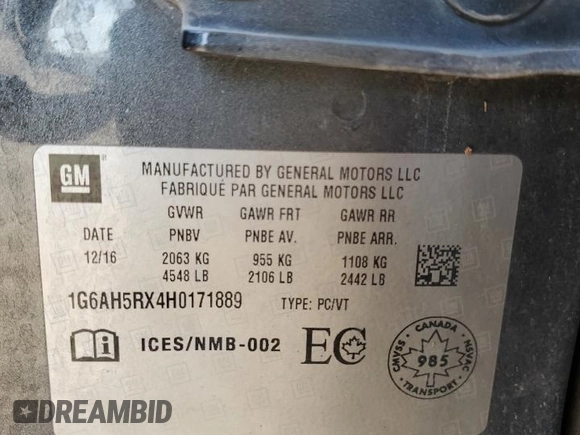 GM
MANUFACTURED BY GENERAL MOTORS LLC
FABRIQUÉ PAR GENERAL MOTORS LLC
GVWR GAWR FRT GAWR RR
DATE PNBV PNBE AV. PNBE ARR.
12/16 2063 KG 955 KG 1108 KG
4548 LB 2106 LB 2442 LB
1G6AH5RX4H0171889 TYPE: PC/VT
ICES/NMB-002 EC
CANADA
CMVSS 985 NSVAC
TRANSPORT
DREAMBID